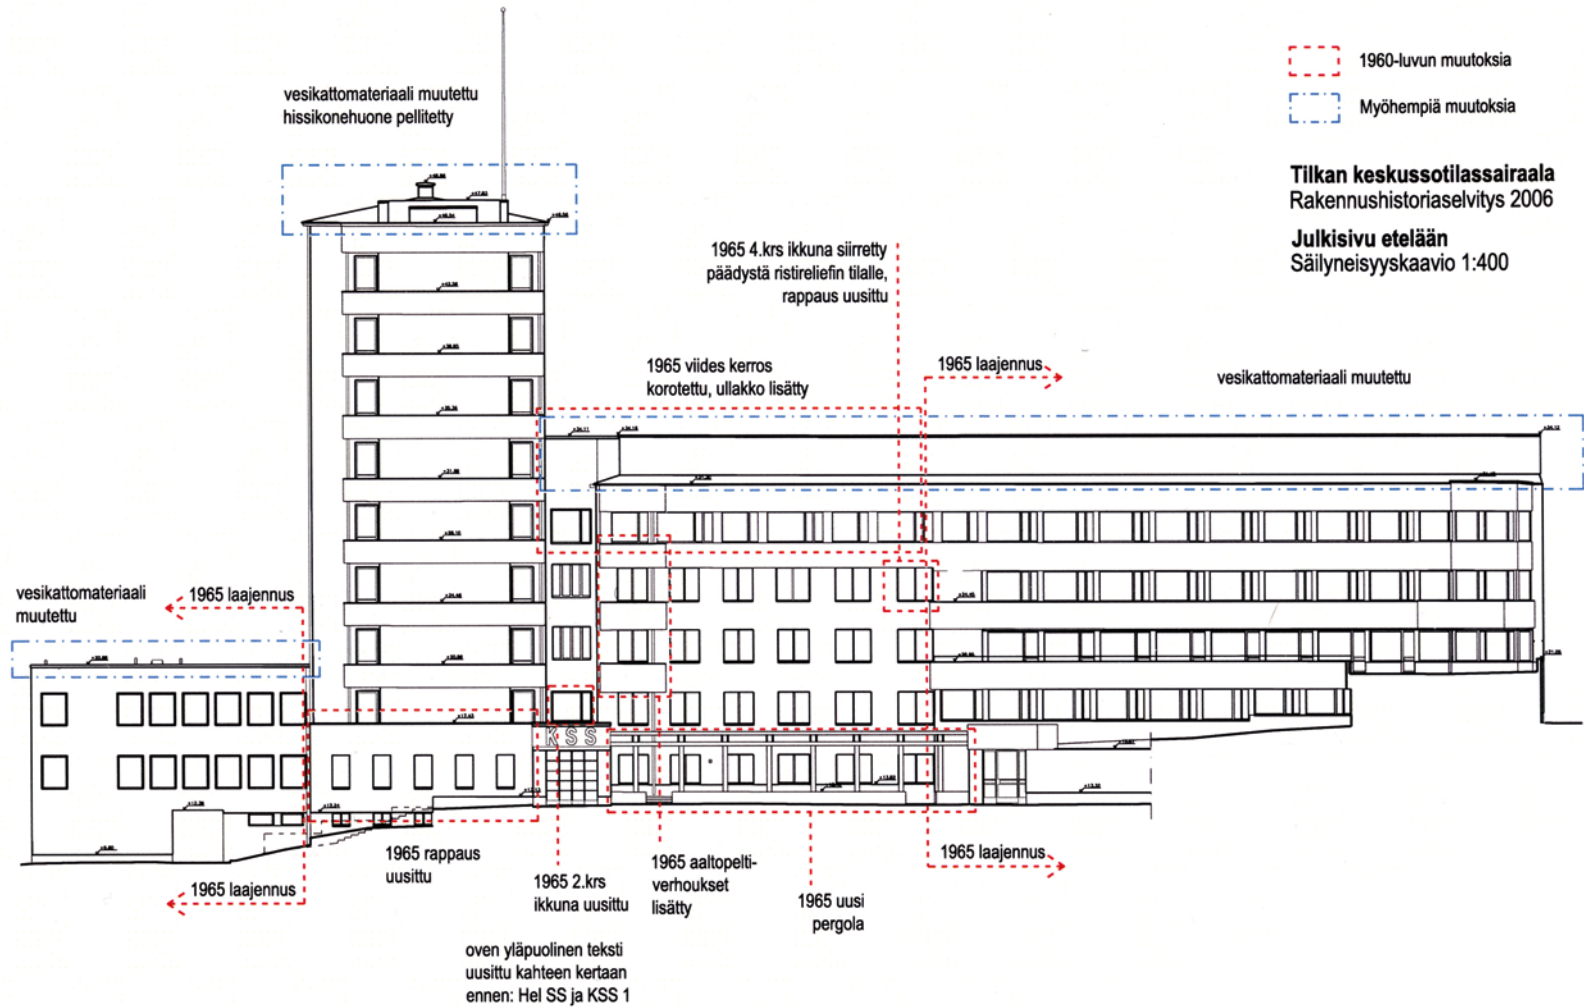 1960-luvun muutoksia
Myöhempiä muutoksia
Tilkan keskussotilassairaala
Rakennushistoriaselvitys 2006
Julkisivu etelään
Säilyneisyyskaavio 1:400
vesikattomateriaali muutettu
hissikonehuone pellitetty
1965 4.krs ikkuna siirretty
päädystä ristireliefin tilalle,
rappaus uusittu
1965 viides kerros
korotettu, ullakko lisätty
1965 laajennus
vesikattomateriaali muutettu
vesikattomateriaali
muutettu
1965 laajennus
KSS
1965 laajennus
1965 rappaus
uusittu
1965 2.krs
ikkuna uusittu
1965 aaltopelti-
verhoukset
lisätty
1965 uusi
pergola
1965 laajennus
oven yläpuolinen teksti
uusittu kahteen kertaan
ennen: Hel SS ja KSS 1